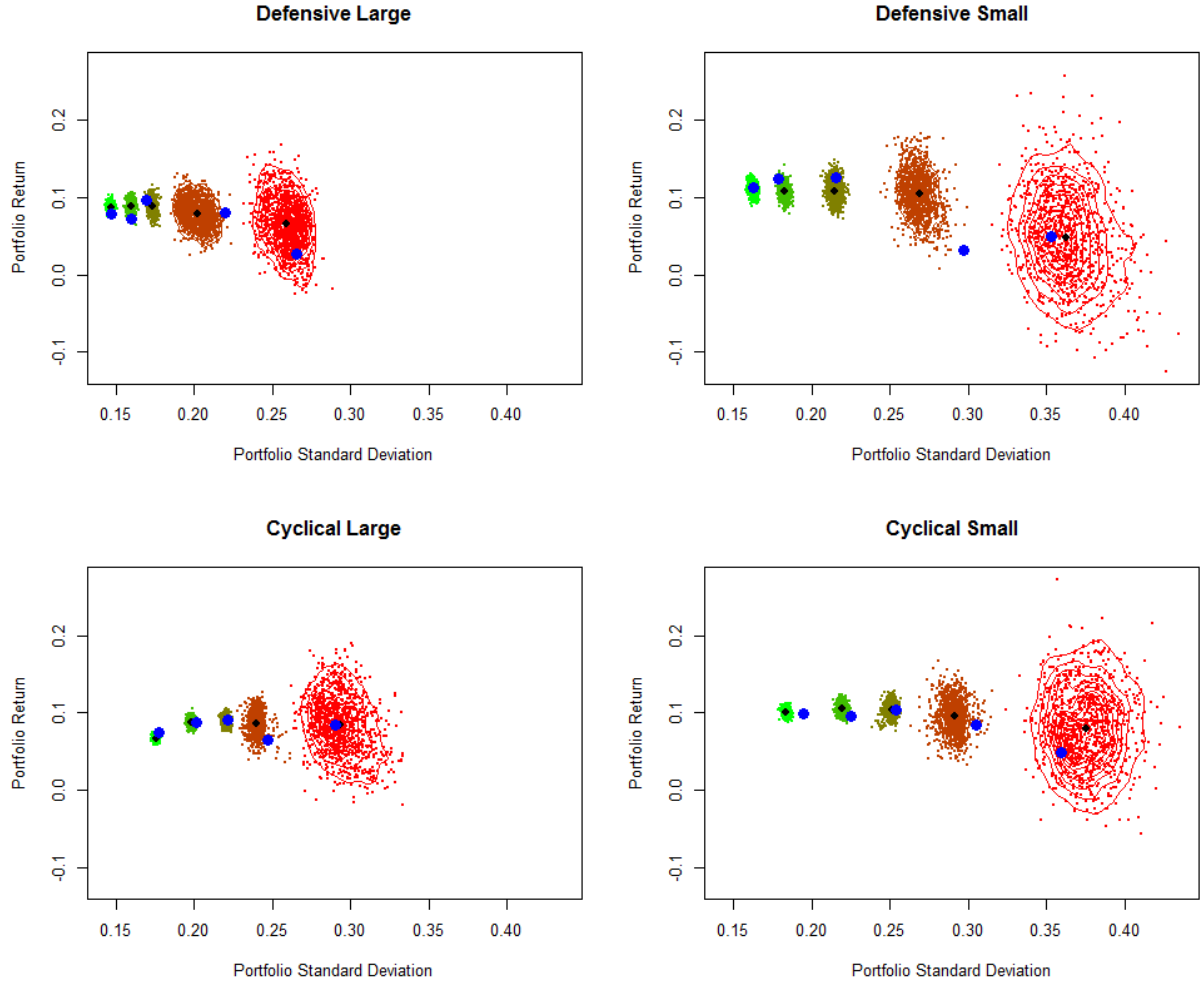 Defensive Large
Portfolio Return
0.2
0.1
0.0
-0.1
0.15 0.20 0.25 0.30 0.35 0.40
Portfolio Standard Deviation
Defensive Small
Portfolio Return
0.2
0.1
0.0
-0.1
0.15 0.20 0.25 0.30 0.35 0.40
Portfolio Standard Deviation
Cyclical Large
Portfolio Return
0.2
0.1
0.0
-0.1
0.15 0.20 0.25 0.30 0.35 0.40
Portfolio Standard Deviation
Cyclical Small
Portfolio Return
0.2
0.1
0.0
-0.1
0.15 0.20 0.25 0.30 0.35 0.40
Portfolio Standard Deviation